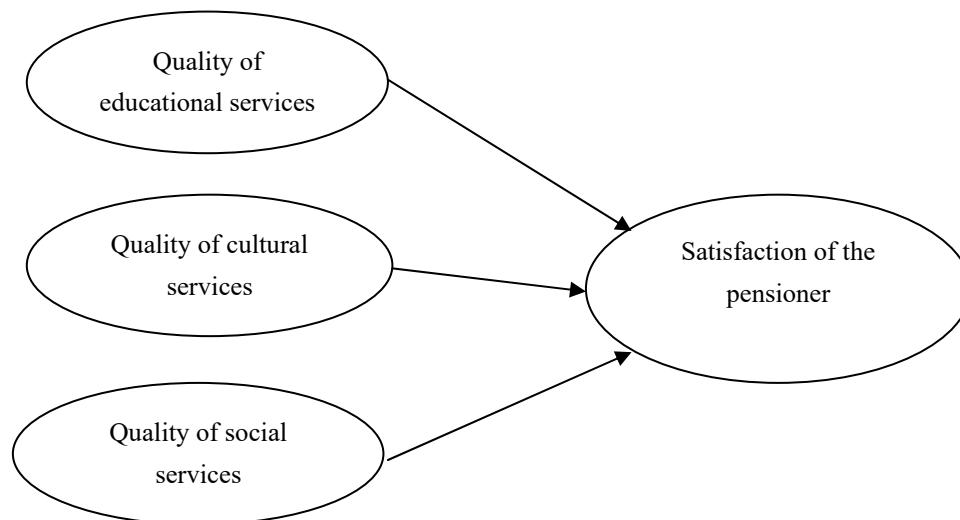 Quality of
educational services
Quality of cultural
services
Satisfaction of the
pensioner
Quality of social
services